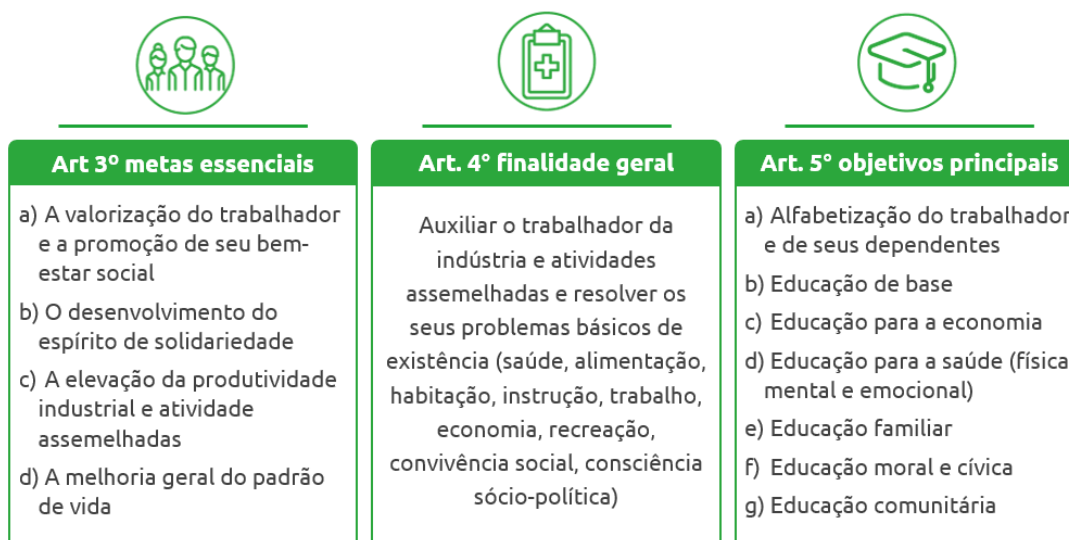 Art 3º metas essenciais
a) A valorização do trabalhador
e a promoção de seu bem-
estar social
b) O desenvolvimento do
espírito de solidariedade
c) A elevação da produtividade
industrial e atividade
assemelhadas
d) A melhoria geral do padrão
de vida
Art. 4° finalidade geral
Auxiliar o trabalhador da
indústria e atividades
assemelhadas e resolver os
seus problemas básicos de
existência (saúde, alimentação,
habitação, instrução, trabalho,
economia, recreação,
convivência social, consciência
sócio-política)
Art. 5° objetivos principais
a) Alfabetização do trabalhador
e de seus dependentes
b) Educação de base
c) Educação para a economia
d) Educação para a saúde (física
mental e emocional)
e) Educação familiar
f) Educação moral e cívica
g) Educação comunitária